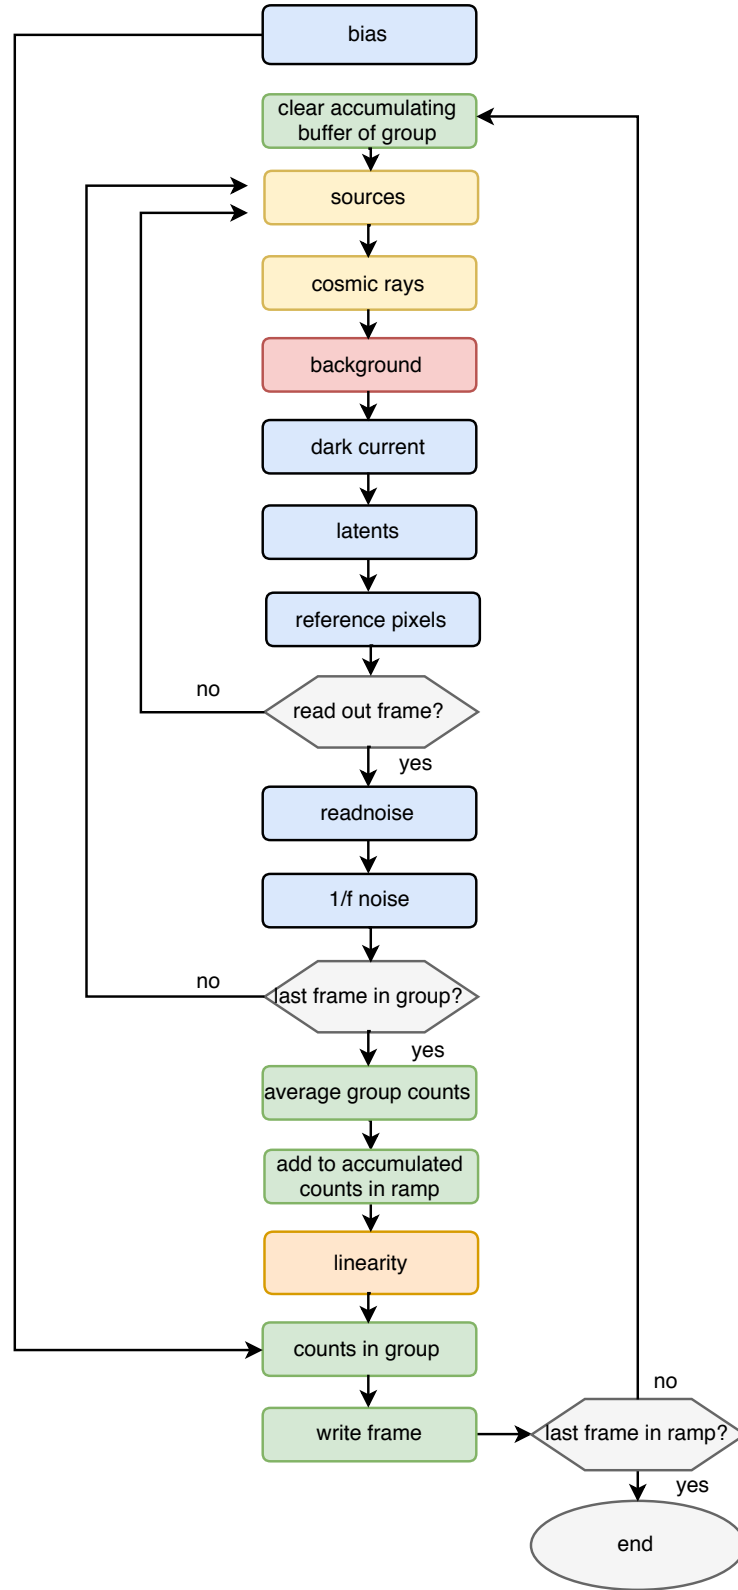 bias
clear accumulating
buffer of group
sources
cosmic rays
background
dark current
latents
reference pixels
no
read out frame?
yes
readnoise
1/f noise
no
last frame in group?
yes
average group counts
add to accumulated
counts in ramp
linearity
counts in group
no
write frame
last frame in ramp?
yes
end